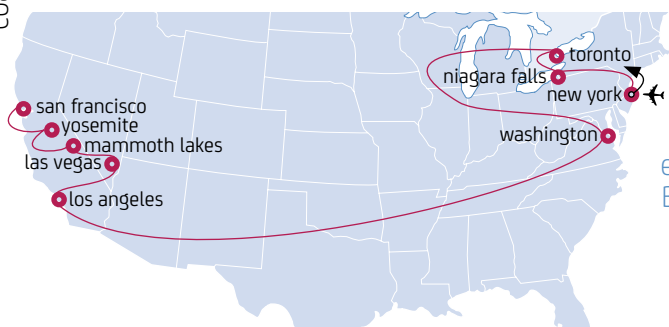 toronto
niagara falls
new york
san francisco
yosemite
mammoth lakes
washington
las vegas
los angeles